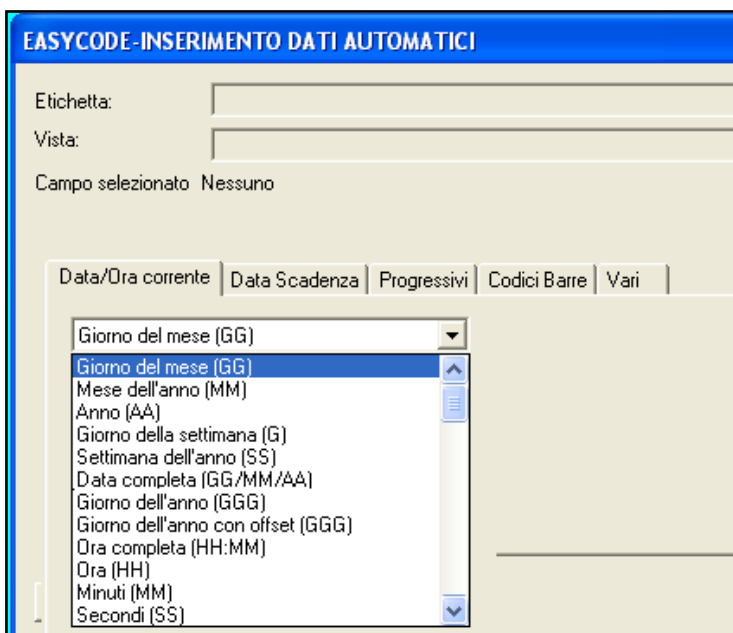 EASYCODE-INSERIMENTO DATI AUTOMATICI
Etichetta:
Vista:
Campo selezionato Nessuno
Data/Ora corrente Data Scadenza Progressivi Codici Barre Vari
Giorno del mese (GG)
Giorno del mese (GG)
Mese dell'anno (MM)
Anno (AA)
Giorno della settimana (G)
Settimana dell'anno (SS)
Data completa (GG/MM/AA)
Giorno dell'anno (GGG)
Giorno dell'anno con offset (GGG)
Ora completa (HH:MM)
Ora (HH)
Minuti (MM)
Secondi (SS)